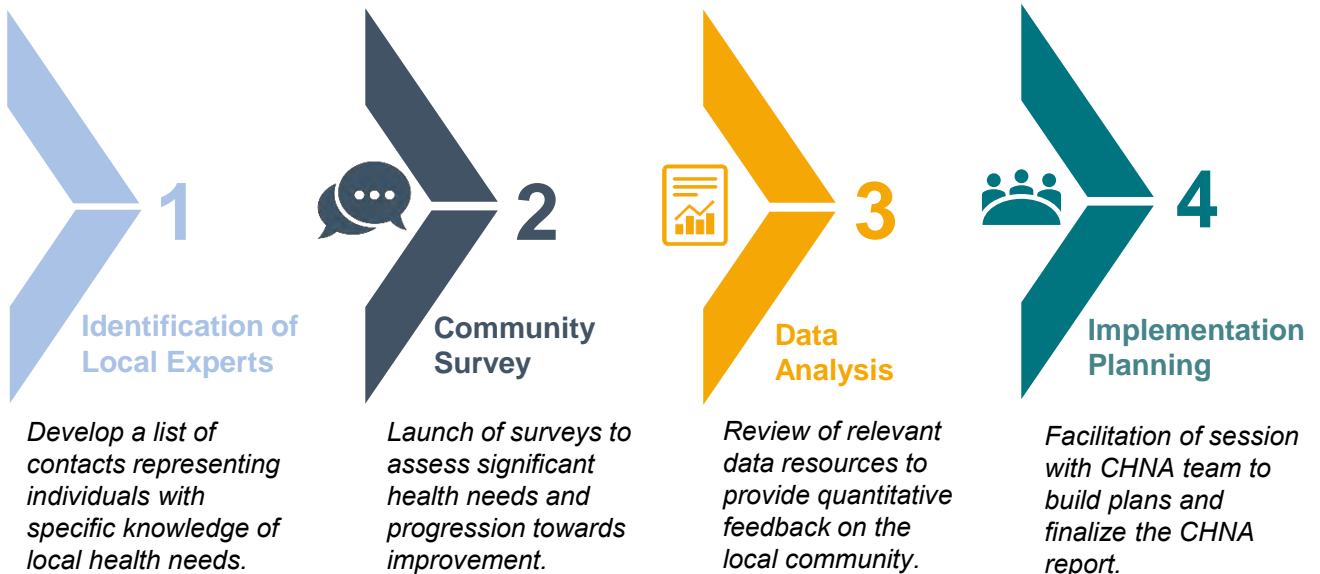 1
Identification of
Local Experts
Develop a list of
contacts representing
individuals with
specific knowledge of
local health needs.
2
Community
Survey
Launch of surveys to
assess significant
health needs and
progression towards
improvement.
3
Data
Analysis
Review of relevant
data resources to
provide quantitative
feedback on the
local community.
4
Implementation
Planning
Facilitation of session
with CHNA team to
build plans and
finalize the CHNA
report.